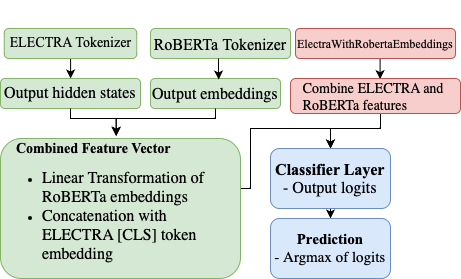 ELECTRA Tokenizer
RoBERTa Tokenizer
ElectraWithRobertaEmbeddings
Output hidden states
Output embeddings
Combine ELECTRA and
RoBERTa features
Combined Feature Vector
• Linear Transformation of
RoBERTa embeddings
• Concatenation with
ELECTRA [CLS] token
embedding
Classifier Layer
- Output logits
Prediction
- Argmax of logits